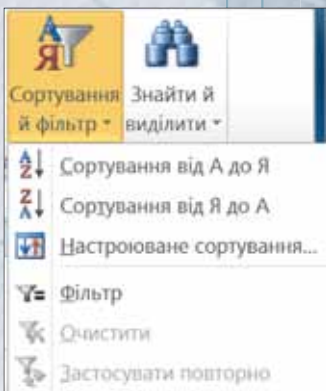 Сортування
й фільтр
Знайти й
виділити
Сортування від А до Я
Сортування від Я до А
Настроюване сортування...
Фільтр
Очистити
Застосувати повторно